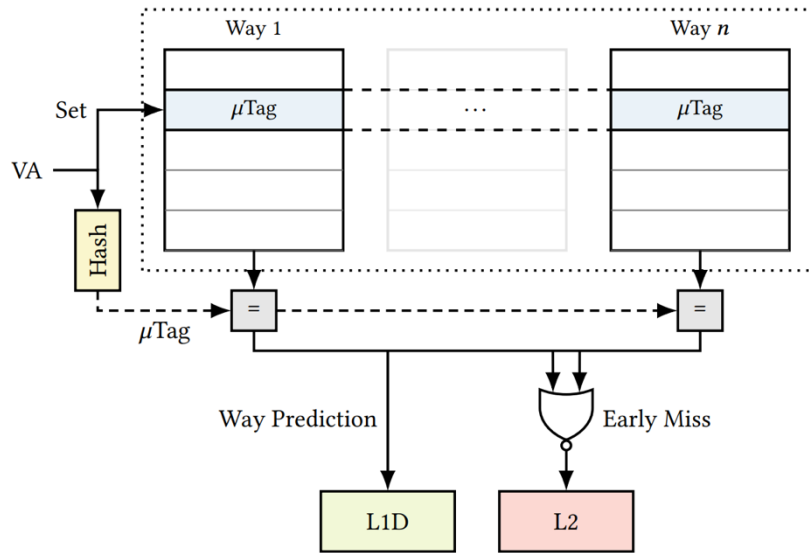 Way 1
Way n
Set
μTag
...
μTag
VA
Hash
=
=
μTag
Way Prediction
Early Miss
L1D
L2